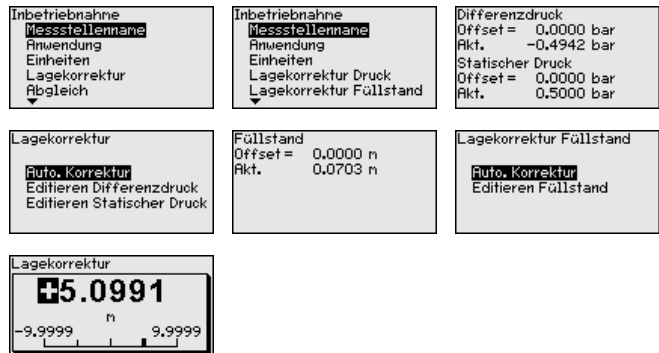 Inbetriebnahme
Messstellenname
Anwendung
Einheiten
Lagekorrektur
Abgleich
Inbetriebnahme
Messstellenname
Anwendung
Einheiten
Lagekorrektur Druck
Lagekorrektur Füllstand
Differenzdruck
Offset = 0.0000 bar
Akt. -0.4942 bar
Statischer Druck
Offset = 0.0000 bar
Akt. 0.5000 bar
Lagekorrektur
Auto. Korrektur
Editieren Differenzdruck
Editieren Statischer Druck
Füllstand
Offset = 0.0000 m
Akt. 0.0703 m
Lagekorrektur Füllstand
Auto. Korrektur
Editieren Füllstand
Lagekorrektur
+5.0991
m
-9.9999 9.9999